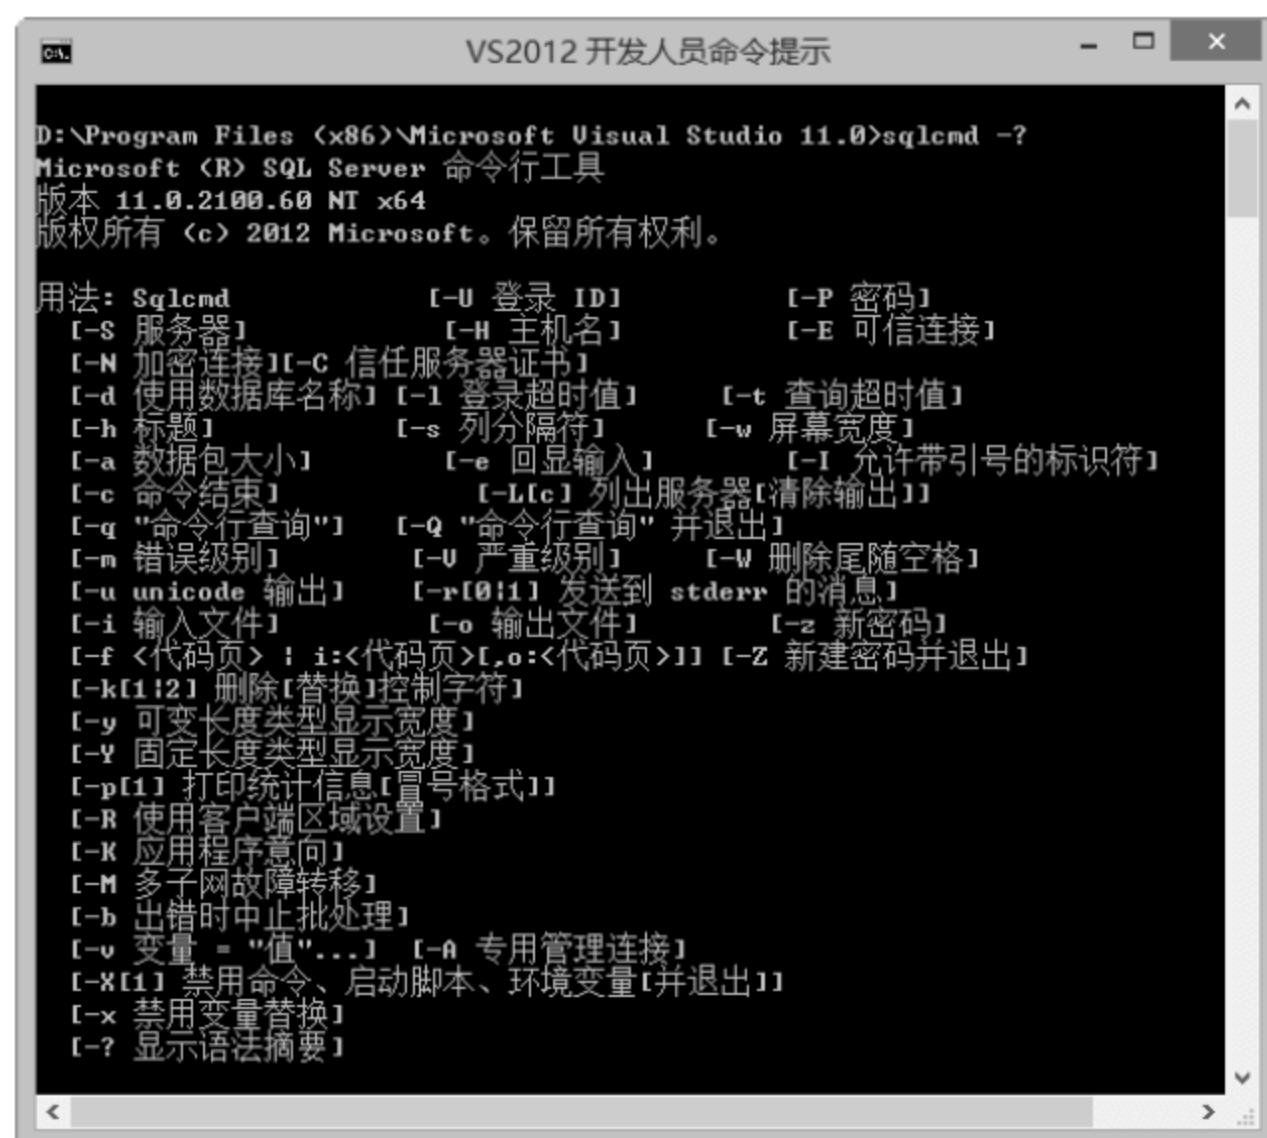 VS2012 开发人员命令提示
D:\Program Files (x86)\Microsoft Visual Studio 11.0>sqlcmd -?
Microsoft (R) SQL Server 命令行工具
版本 11.0.2100.60 NT x64
版权所有 (c) 2012 Microsoft。保留所有权利。
用法: Sqlcmd [-U 登录 ID] [-P 密码]
[-S 服务器] [-H 主机名] [-E 可信连接]
[-N 加密连接][-C 信任服务器证书]
[-d 使用数据库名称] [-l 登录超时值] [-t 查询超时值]
[-h 标题] [-s 列分隔符] [-w 屏幕宽度]
[-a 数据包大小] [-e 回显输入] [-I 允许带引号的标识符]
[-c 命令结束] [-L[c] 列出服务器[清除输出]]
[-q "命令行查询"] [-Q "命令行查询" 并退出]
[-m 错误级别] [-V 严重级别] [-W 删除尾随空格]
[-u unicode 输出] [-r[0|1] 发送到 stderr 的消息]
[-i 输入文件] [-o 输出文件] [-z 新密码]
[-f <代码页> | i:<代码页>[,o:<代码页>]] [-Z 新建密码并退出]
[-k[1|2] 删除[替换]控制字符]
[-y 可变长度类型显示宽度]
[-Y 固定长度类型显示宽度]
[-p[1] 打印统计信息[冒号格式]]
[-R 使用客户端区域设置]
[-K 应用程序意向]
[-M 多子网故障转移]
[-b 出错时中止批处理]
[-v 变量 = "值"...] [-A 专用管理连接]
[-X[1] 禁用命令、启动脚本、环境变量[并退出]]
[-x 禁用变量替换]
[-? 显示语法摘要]